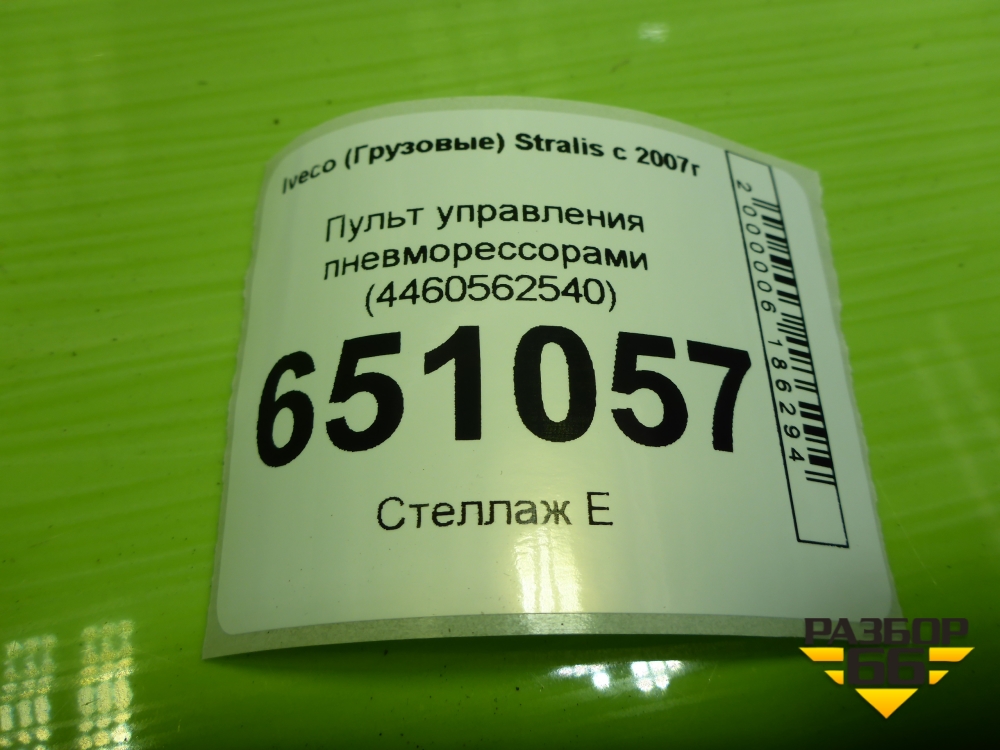 Iveco (Грузовые) Stralis с 2007г
Пульт управления
пневморессорами
(4460562540)
651057
Стеллаж Е
2000006186294
РАЗБОР
66